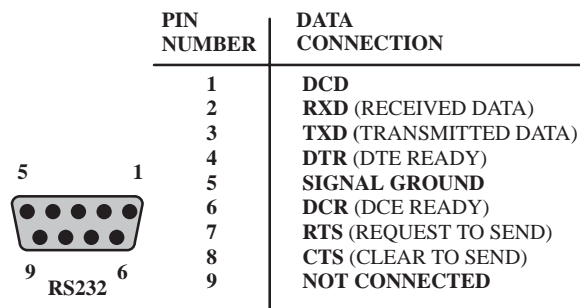 PIN NUMBER DATA CONNECTION
1 DCD
2 RXD (RECEIVED DATA)
3 TXD (TRANSMITTED DATA)
4 DTR (DTE READY)
5 SIGNAL GROUND
6 DCR (DCE READY)
7 RTS (REQUEST TO SEND)
8 CTS (CLEAR TO SEND)
9 NOT CONNECTED
5 1
9 6
RS232